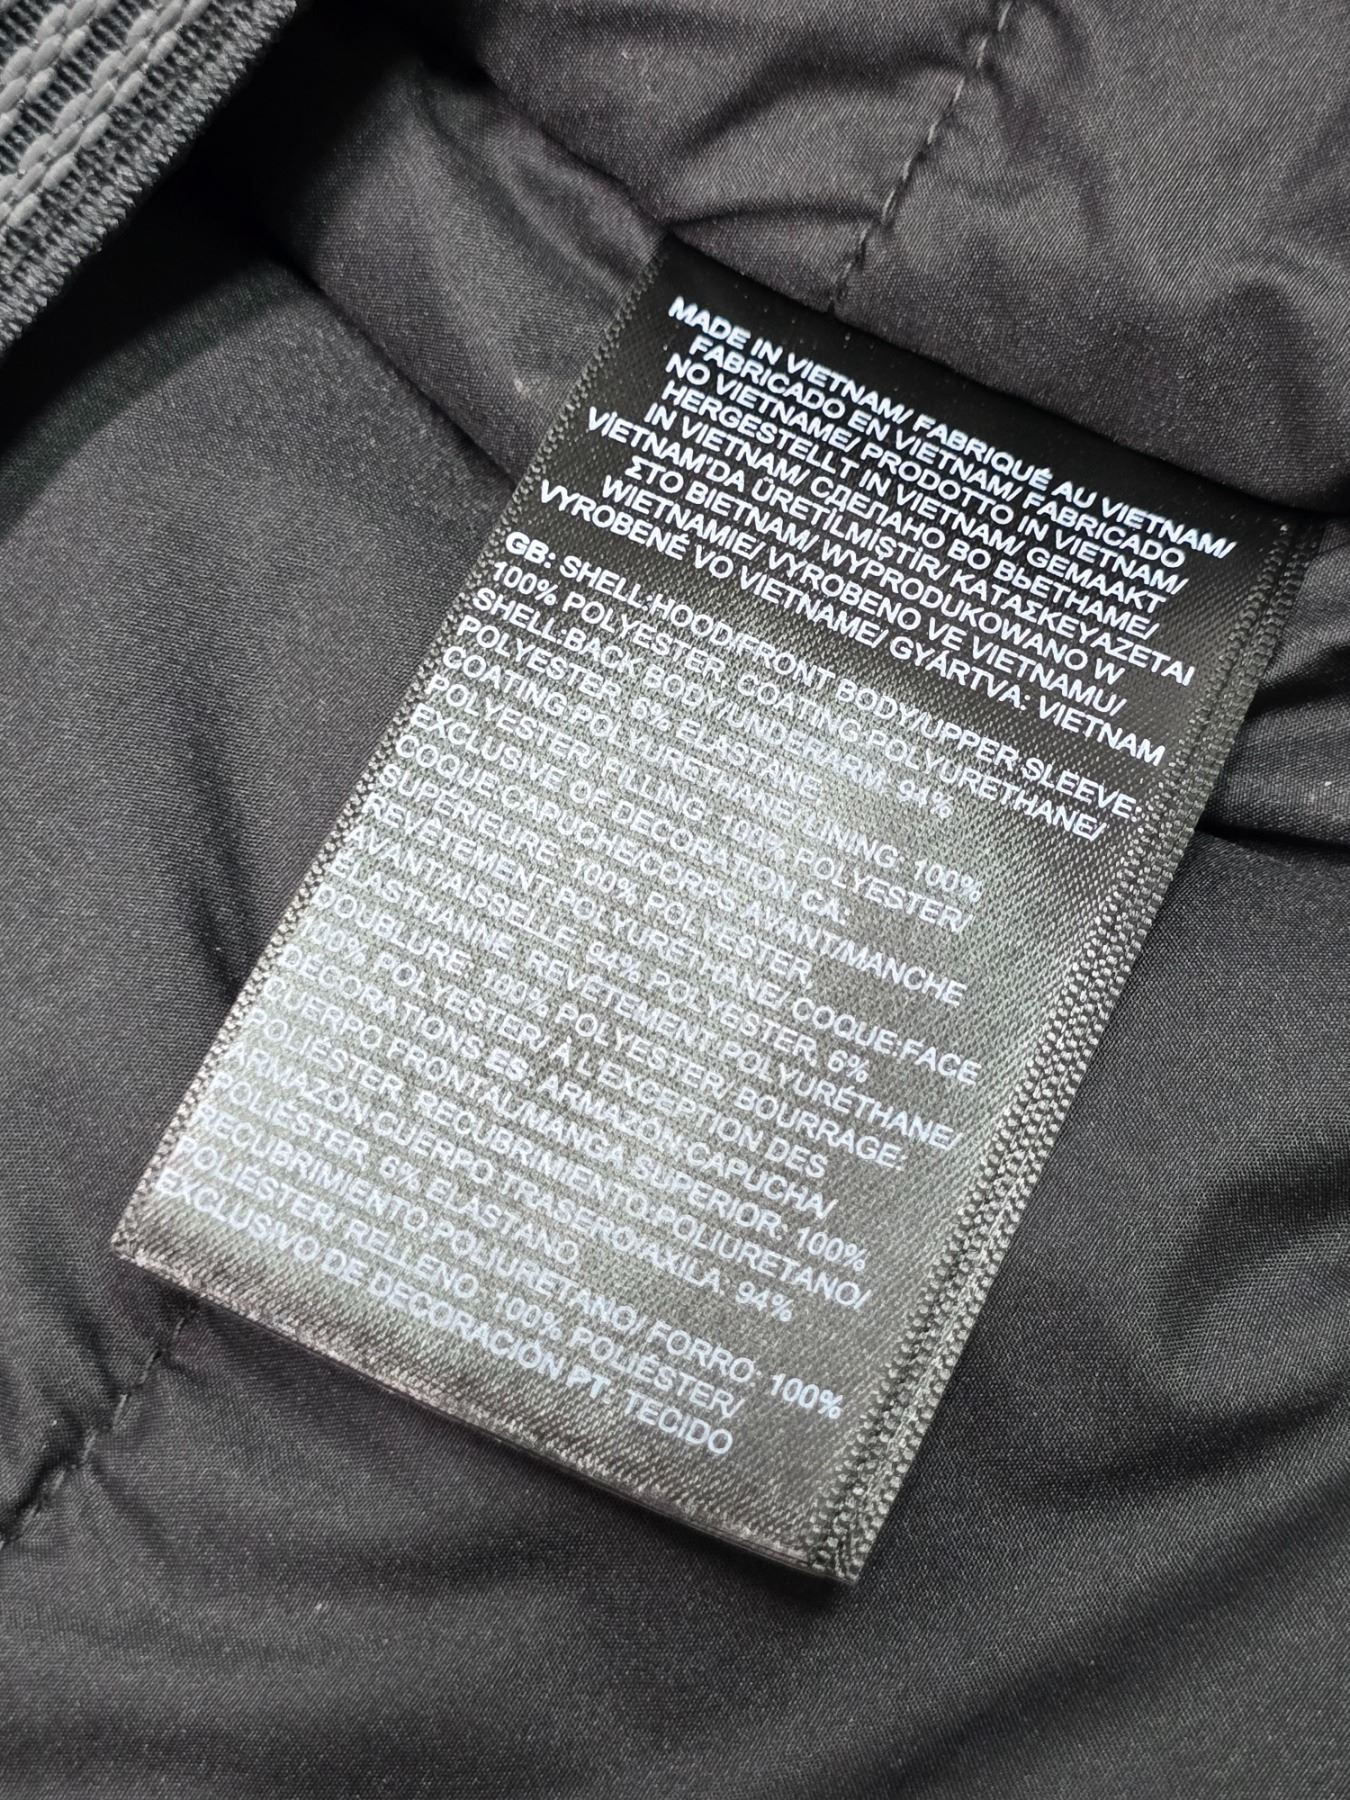 MADE IN VIETNAM/ FABRIQUÉ AU VIETNAM/
FABRICADO EN VIETNAM/ PRODOTTO IN VIETNAM/ FABRICADO
NO VIETNAME/ HERGESTELLT IN VIETNAM/ GEMAAKT
IN VIETNAM/ СДЕЛАНО ВО ВЬЕТНАМЕ/
VİETNAM'DA ÜRETİLMİŞTİR/ ΚΑΤΑΣΚΕΥΑΖΕΤΑΙ
ΣΤΟ ΒΙΕΤΝΑΜ/ WYPRODUKOWANO W
WIETNAMIE/ VYROBENO VE VIETNAMU/
VYROBENÉ VO VIETNAME/ GYÁRTVA: VIETNAM
GB: SHELL:HOOD/FRONT BODY/UPPER SLEEVE:
100% POLYESTER, COATING:POLYURETHANE/
SHELL:BACK BODY/UNDERARM: 94%
POLYESTER, 6% ELASTANE,
COATING:POLYURETHANE/ LINING: 100%
POLYESTER/ FILLING: 100% POLYESTER/
EXCLUSIVE OF DECORATION CA:
COQUE:CAPUCHE/CORPS AVANT/MANCHE
SUPÉRIEURE: 100% POLYESTER,
REVÊTEMENT:POLYURÉTHANE/ COQUE:FACE
AVANT/AISSELLE: 94% POLYESTER, 6%
ÉLASTHANNE, REVÊTEMENT:POLYURÉTHANE/
DOUBLURE: 100% POLYESTER/ BOURRAGE:
100% POLYESTER/ À L'EXCEPTION DES
DÉCORATIONS ES: ARMAZÓN:CAPUCHA/
CUERPO FRONTAL/MANGA SUPERIOR: 100%
POLIÉSTER, RECUBRIMIENTO:POLIURETANO/
ARMAZÓN:CUERPO TRASERO/AXILA: 94%
POLIÉSTER, 6% ELASTANO,
RECUBRIMIENTO:POLIURETANO/ FORRO: 100%
POLIÉSTER/ RELLENO: 100% POLIÉSTER/
EXCLUSIVO DE DECORACIÓN PT: TECIDO